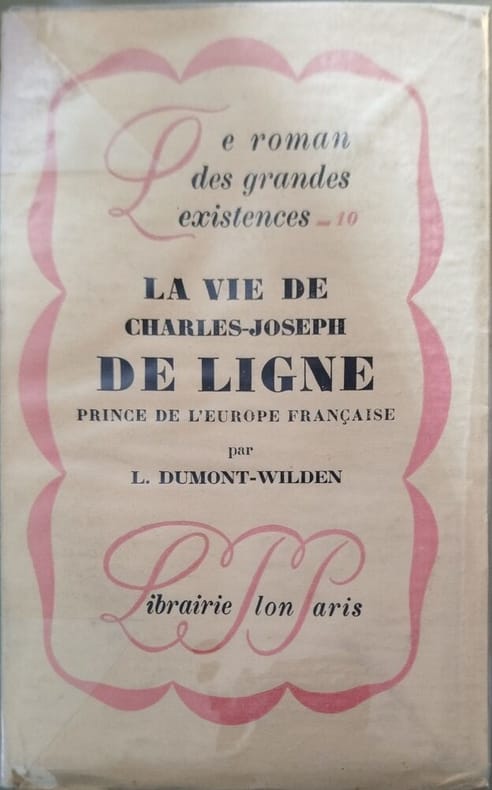 Le roman
des grandes
existences - 10
LA VIE DE
CHARLES-JOSEPH
DE LIGNE
PRINCE DE L'EUROPE FRANÇAISE
par
L. DUMONT-WILDEN
Librairie Plon Paris